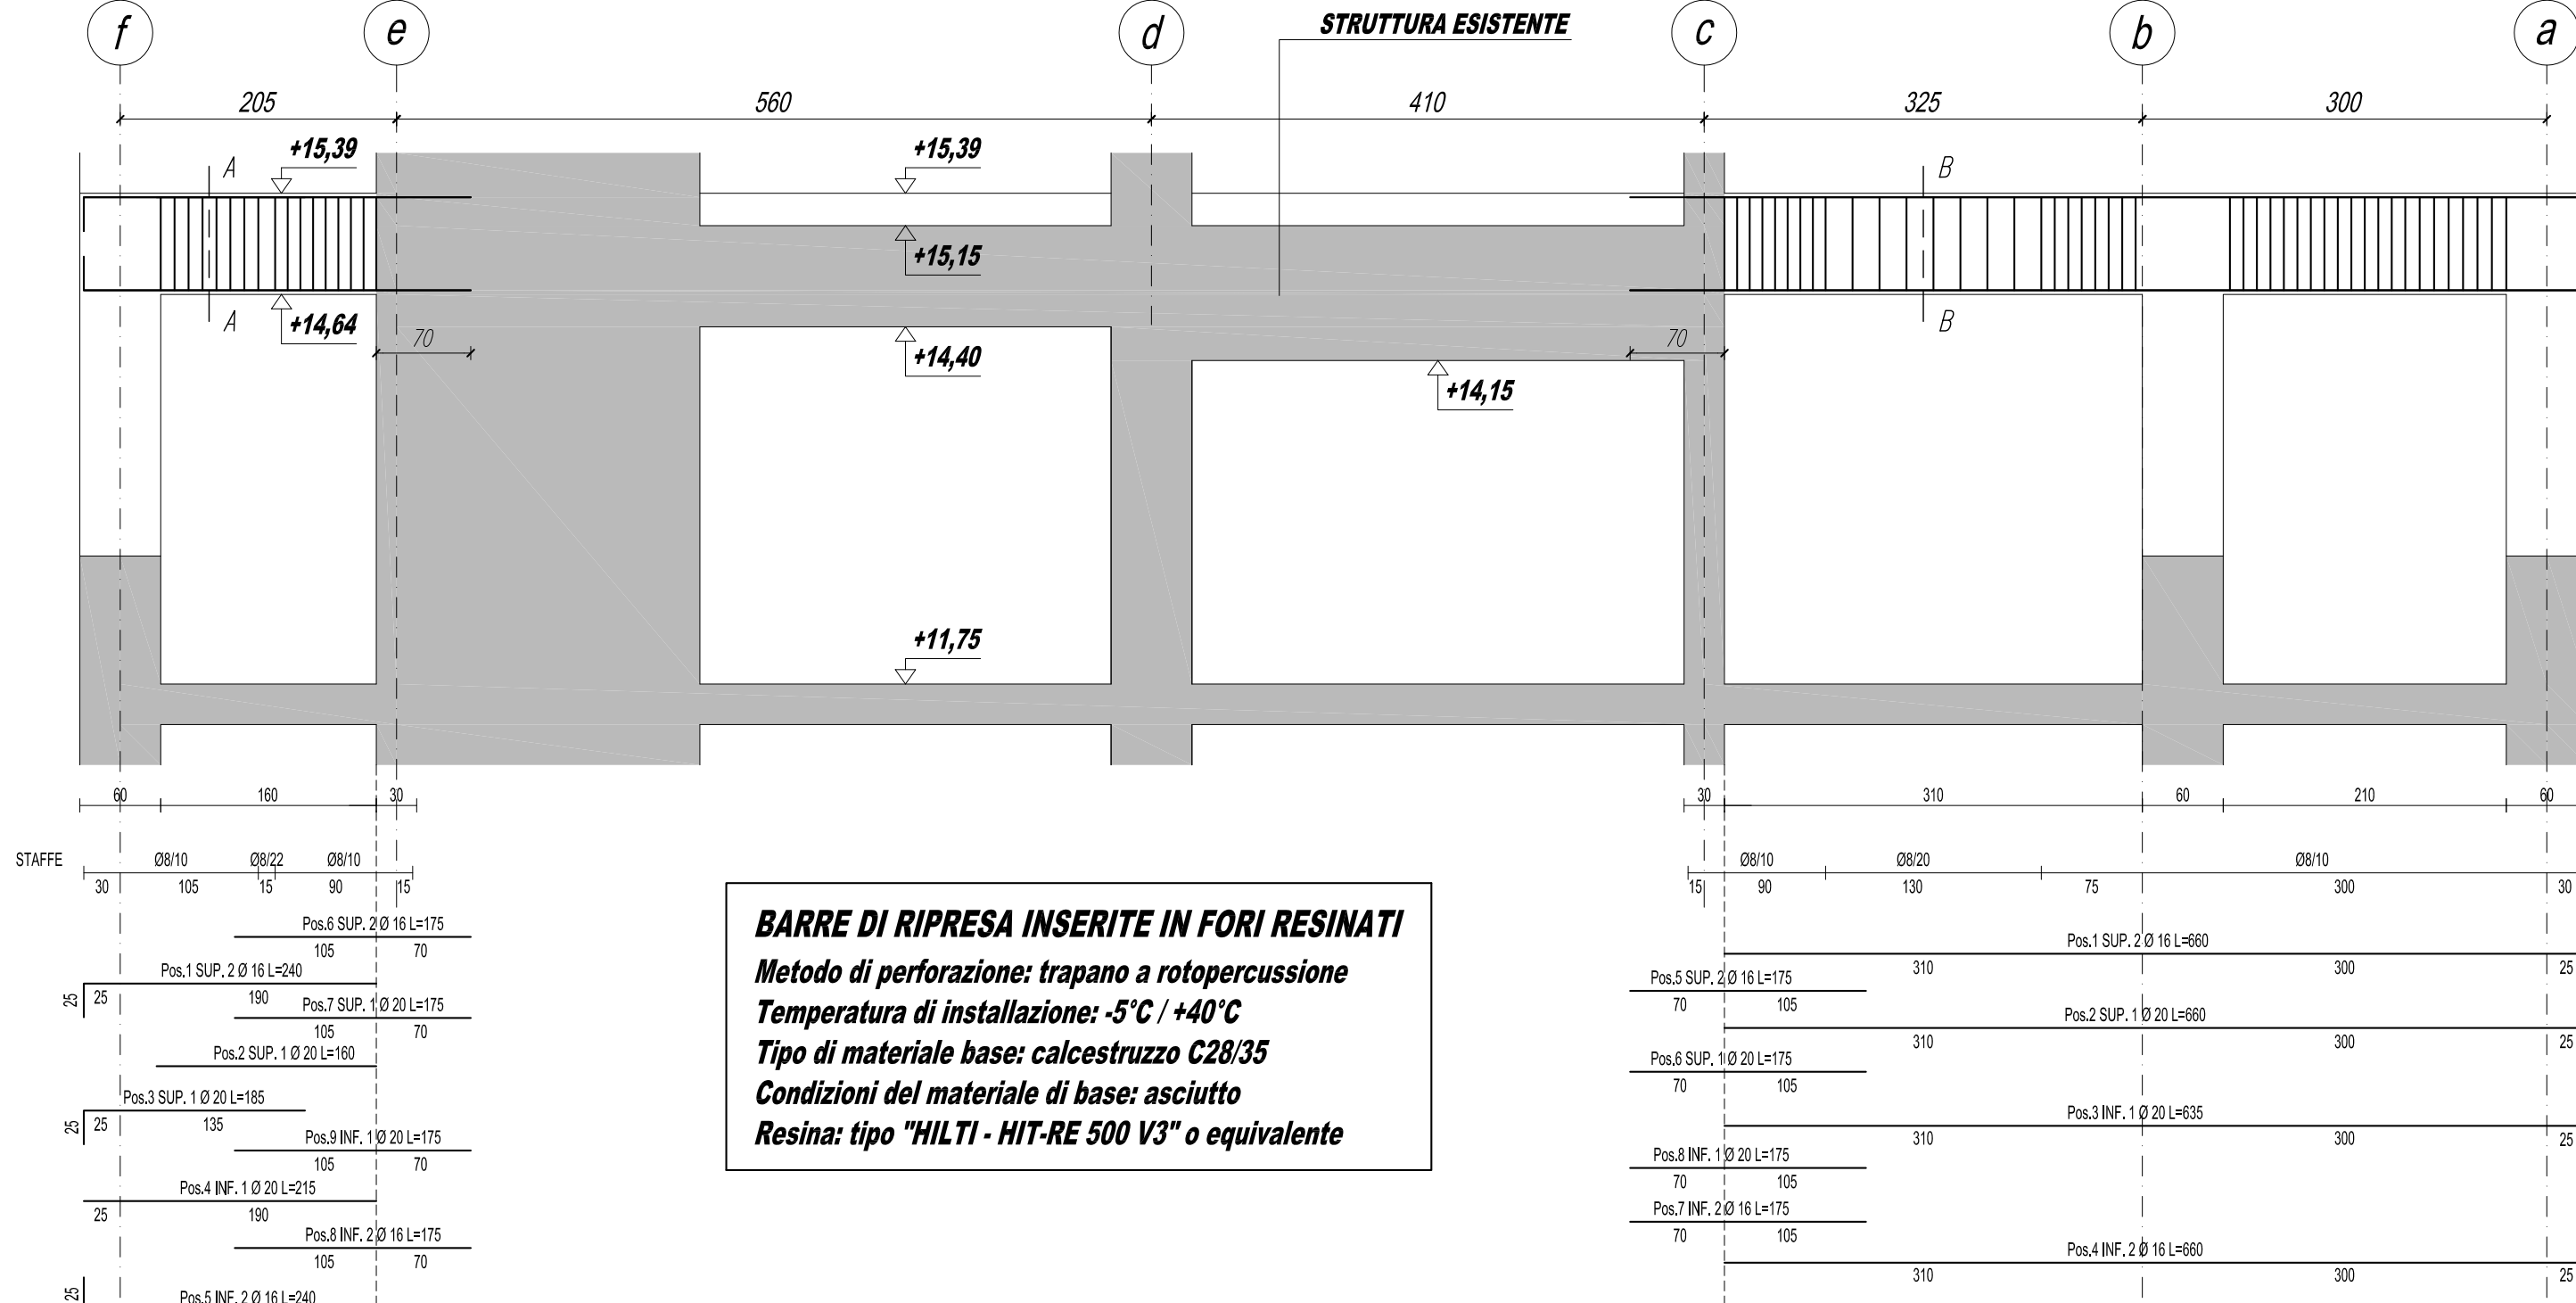 f e d c b a
STRUTTURA ESISTENTE
205 560 410 325 300
+15,39 +15,39
A B
+15,15
A +14,64 B
70 +14,40 70
+14,15
+11,75
60 160 30 30 310 60 210 60
STAFFE Ø8/10 Ø8/22 Ø8/10 Ø8/10 Ø8/20 Ø8/10
30 105 15 90 15 15 90 130 75 300 30
Pos.6 SUP. 2 Ø 16 L=175
105 70
Pos.1 SUP. 2 Ø 16 L=240
25 25 190
Pos.7 SUP. 1 Ø 20 L=175
105 70
Pos.2 SUP. 1 Ø 20 L=160
Pos.3 SUP. 1 Ø 20 L=185
25 25 135
Pos.9 INF. 1 Ø 20 L=175
105 70
Pos.4 INF. 1 Ø 20 L=215
25 190
Pos.8 INF. 2 Ø 16 L=175
105 70
25
Pos.5 INF. 2 Ø 16 L=240
BARRE DI RIPRESA INSERITE IN FORI RESINATI
Metodo di perforazione: trapano a rotopercussione
Temperatura di installazione: -5°C / +40°C
Tipo di materiale base: calcestruzzo C28/35
Condizioni del materiale di base: asciutto
Resina: tipo "HILTI - HIT-RE 500 V3" o equivalente
Pos.1 SUP. 2 Ø 16 L=660
310 300 25
Pos.5 SUP. 2 Ø 16 L=175
70 105
Pos.2 SUP. 1 Ø 20 L=660
310 300 25
Pos.6 SUP. 1 Ø 20 L=175
70 105
Pos.3 INF. 1 Ø 20 L=635
310 300 25
Pos.8 INF. 1 Ø 20 L=175
70 105
Pos.7 INF. 2 Ø 16 L=175
70 105
Pos.4 INF. 2 Ø 16 L=660
310 300 25